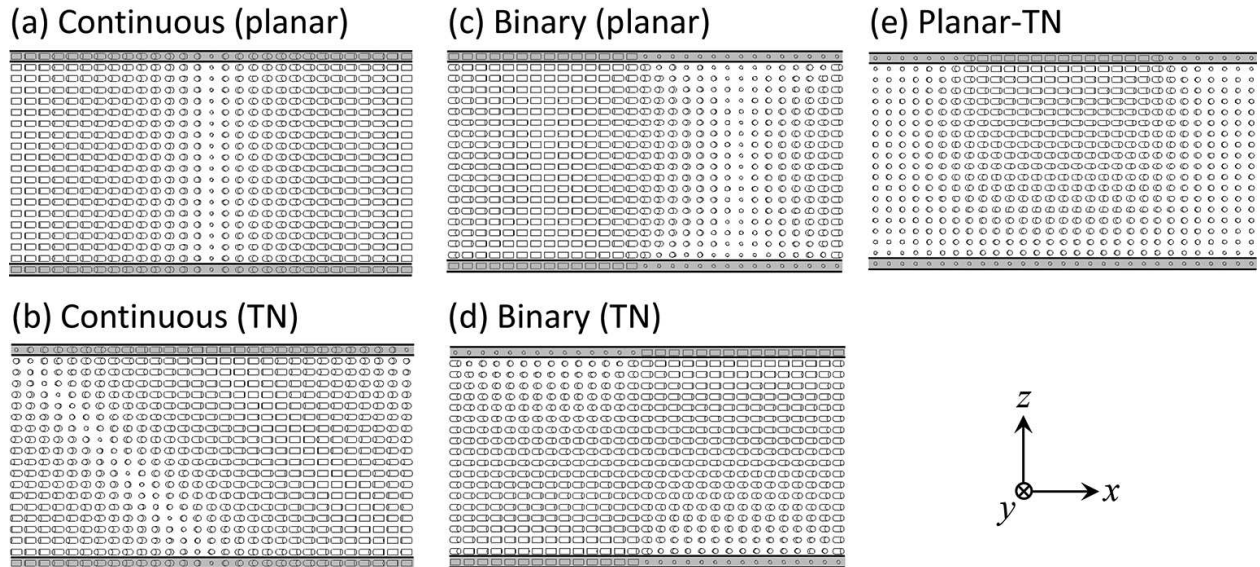 (a) Continuous (planar)
(c) Binary (planar)
(e) Planar-TN
(b) Continuous (TN)
(d) Binary (TN)
z
y
x